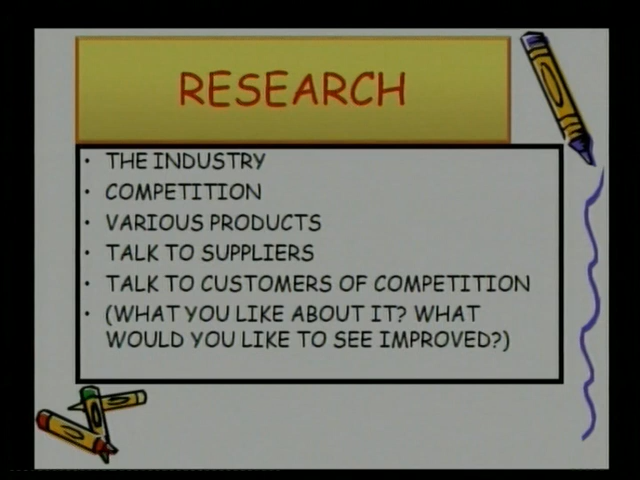 RESEARCH
• THE INDUSTRY
• COMPETITION
• VARIOUS PRODUCTS
• TALK TO SUPPLIERS
• TALK TO CUSTOMERS OF COMPETITION
• (WHAT YOU LIKE ABOUT IT? WHAT
WOULD YOU LIKE TO SEE IMPROVED?)